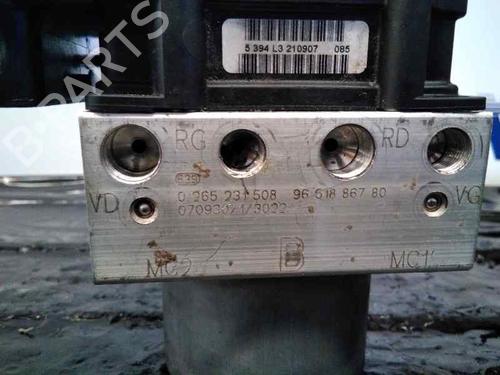 5 394 L3 210907 085
B-PARTS
RG RD
0 265 231 508 96 618 867 80
VD VG
MC2 B MC1